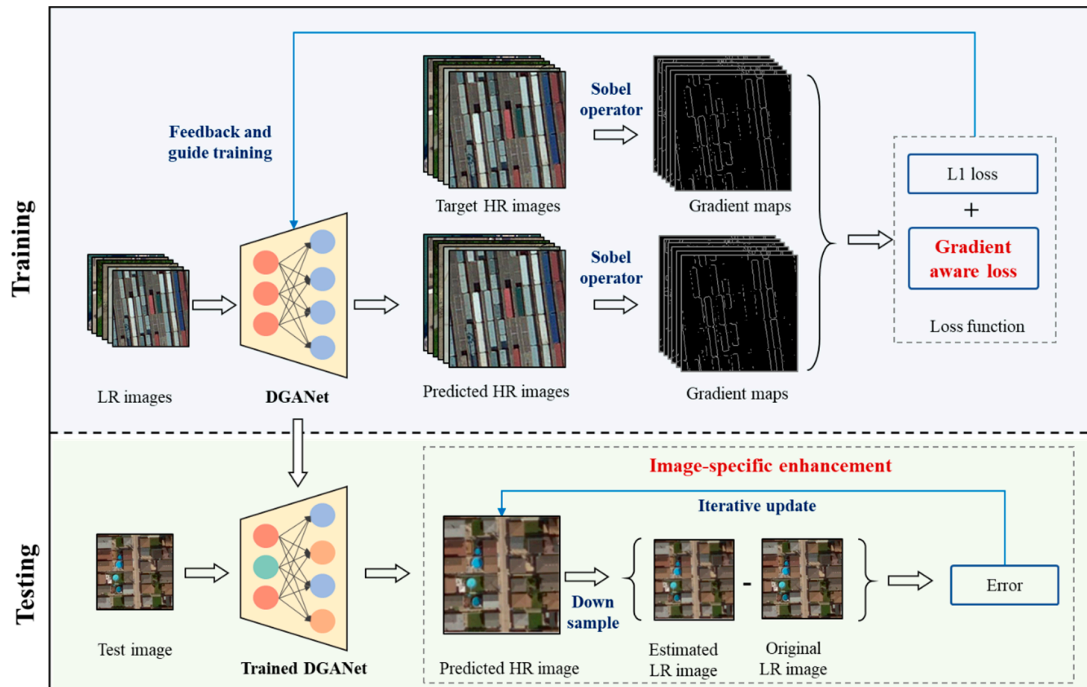 Training
Feedback and
guide training
Sobel
operator
Target HR images
Gradient maps
L1 loss
+
Gradient
aware loss
Loss function
Sobel
operator
LR images
DGANet
Predicted HR images
Gradient maps
Testing
Image-specific enhancement
Iterative update
Down
sample
-
Error
Test image
Trained DGANet
Predicted HR image
Estimated
LR image
Original
LR image